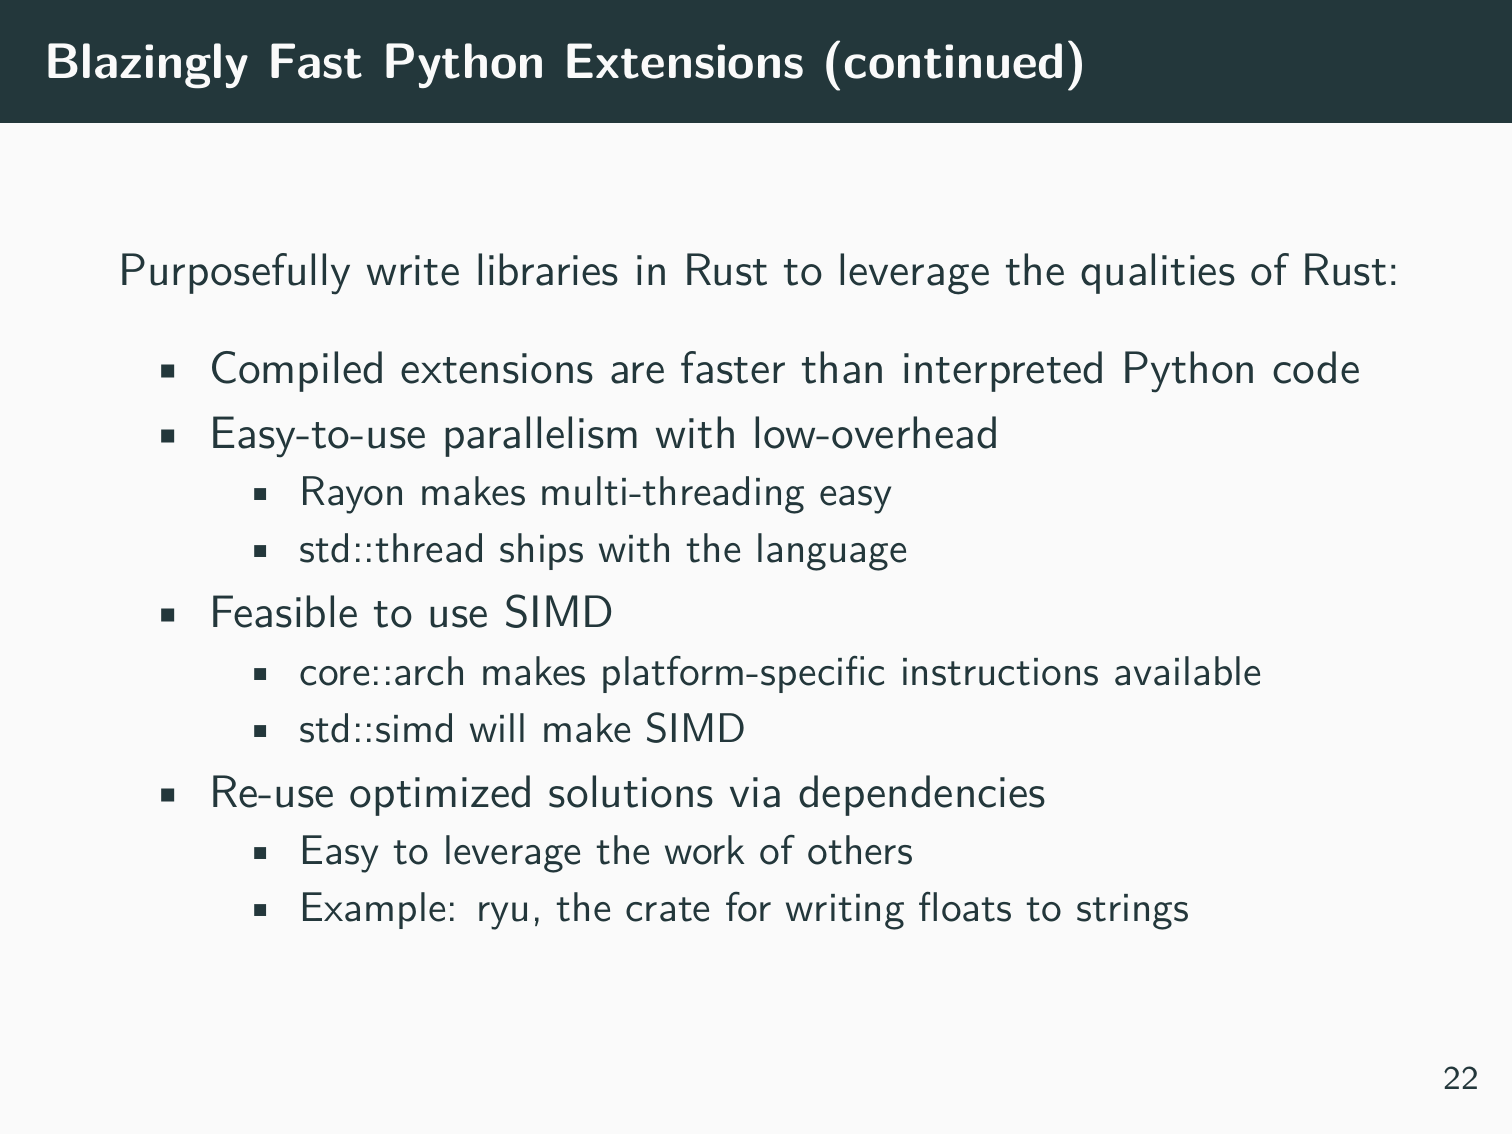 Blazingly Fast Python Extensions (continued)
Purposefully write libraries in Rust to leverage the qualities of Rust:
▪ Compiled extensions are faster than interpreted Python code
▪ Easy-to-use parallelism with low-overhead
▪ Rayon makes multi-threading easy
▪ std::thread ships with the language
▪ Feasible to use SIMD
▪ core::arch makes platform-specific instructions available
▪ std::simd will make SIMD
▪ Re-use optimized solutions via dependencies
▪ Easy to leverage the work of others
▪ Example: ryu, the crate for writing floats to strings
22